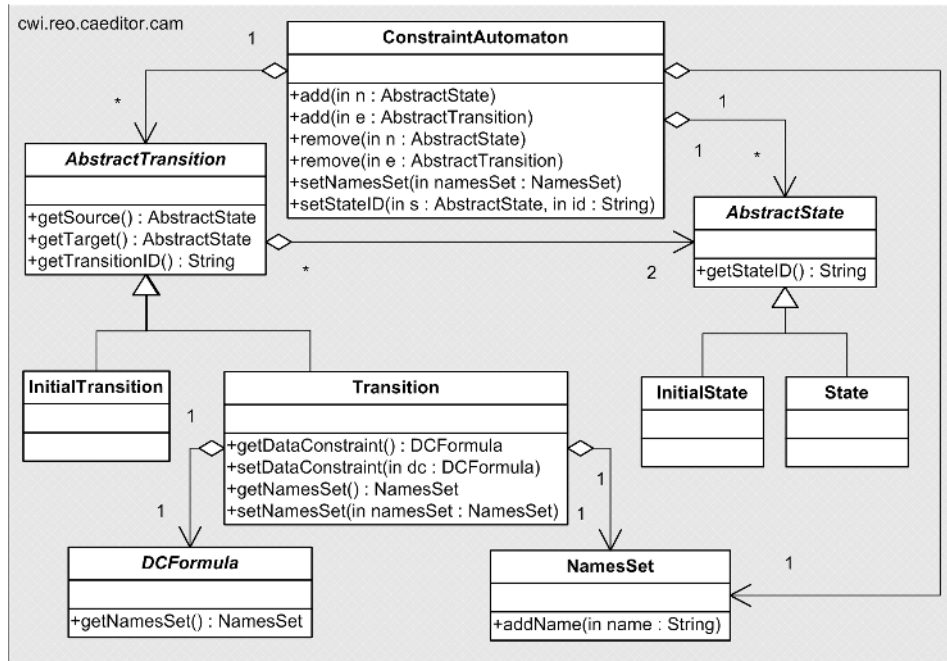 cwi.reo.caeditor.cam
1
ConstraintAutomaton
+add(in n : AbstractState)
+add(in e : AbstractTransition)
+remove(in n : AbstractState)
+remove(in e : AbstractTransition)
+setNamesSet(in namesSet : NamesSet)
+setStateID(in s : AbstractState, in id : String)
*
1
1
*
AbstractTransition
+getSource() : AbstractState
+getTarget() : AbstractState
+getTransitionID() : String
*
2
AbstractState
+getStateID() : String
InitialTransition
Transition
+getDataConstraint() : DCFormula
+setDataConstraint(in dc : DCFormula)
+getNamesSet() : NamesSet
+setNamesSet(in namesSet : NamesSet)
InitialState
State
1
1
1
1
1
DCFormula
+getNamesSet() : NamesSet
NamesSet
+addName(in name : String)